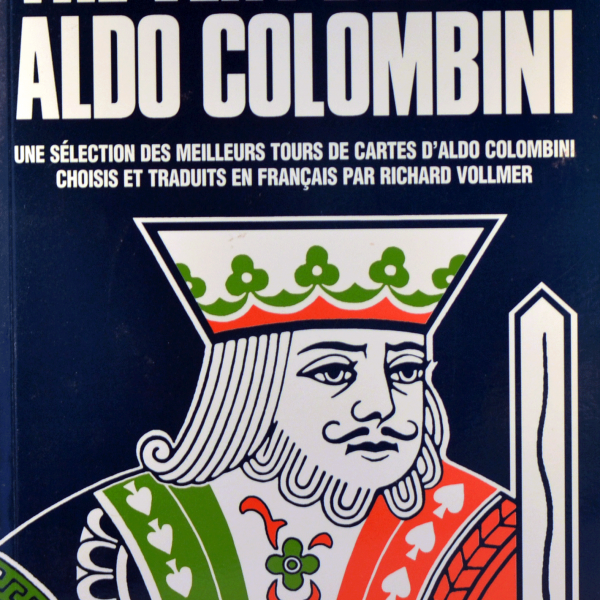 ALDO COLOMBINI
UNE SÉLECTION DES MEILLEURS TOURS DE CARTES D'ALDO COLOMBINI
CHOISIS ET TRADUITS EN FRANÇAIS PAR RICHARD VOLLMER